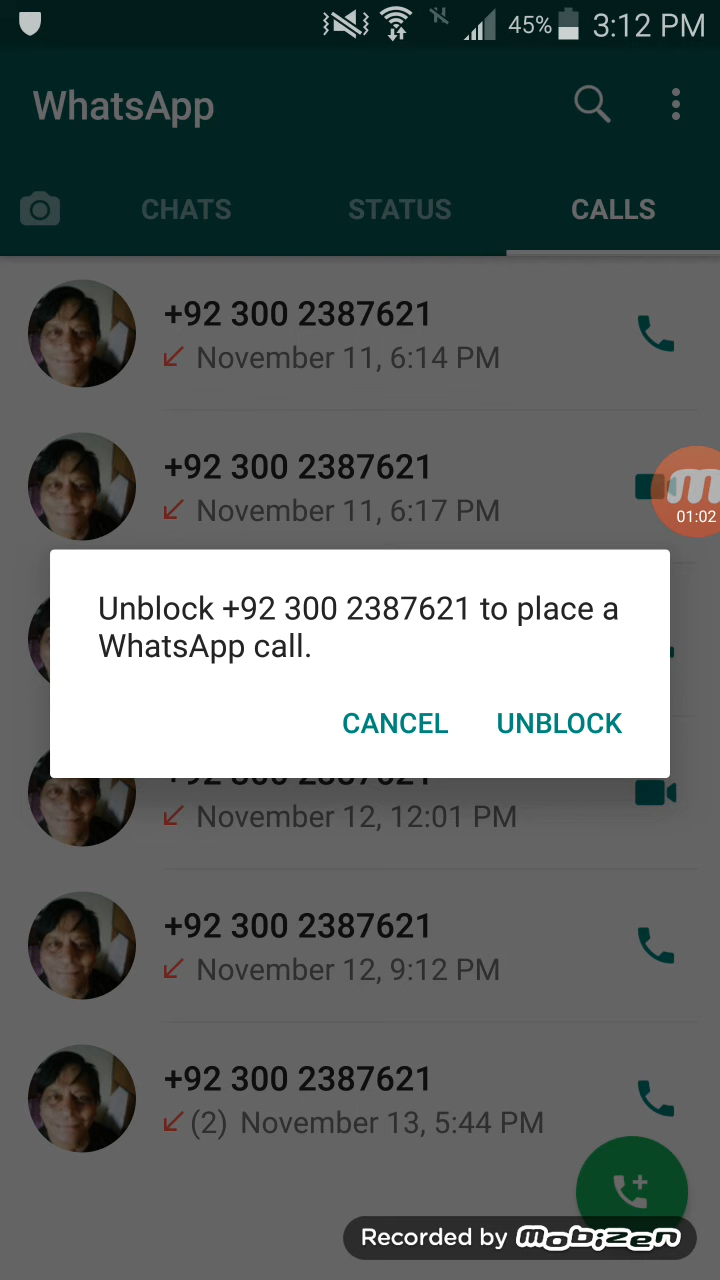 45% 3:12 PM
WhatsApp
CHATS STATUS CALLS
+92 300 2387621
November 11, 6:14 PM
+92 300 2387621
November 11, 6:17 PM
01:02
Unblock +92 300 2387621 to place a
WhatsApp call.
CANCEL UNBLOCK
+92 300 2387621
November 12, 12:01 PM
+92 300 2387621
November 12, 9:12 PM
+92 300 2387621
(2) November 13, 5:44 PM
Recorded by mobizen